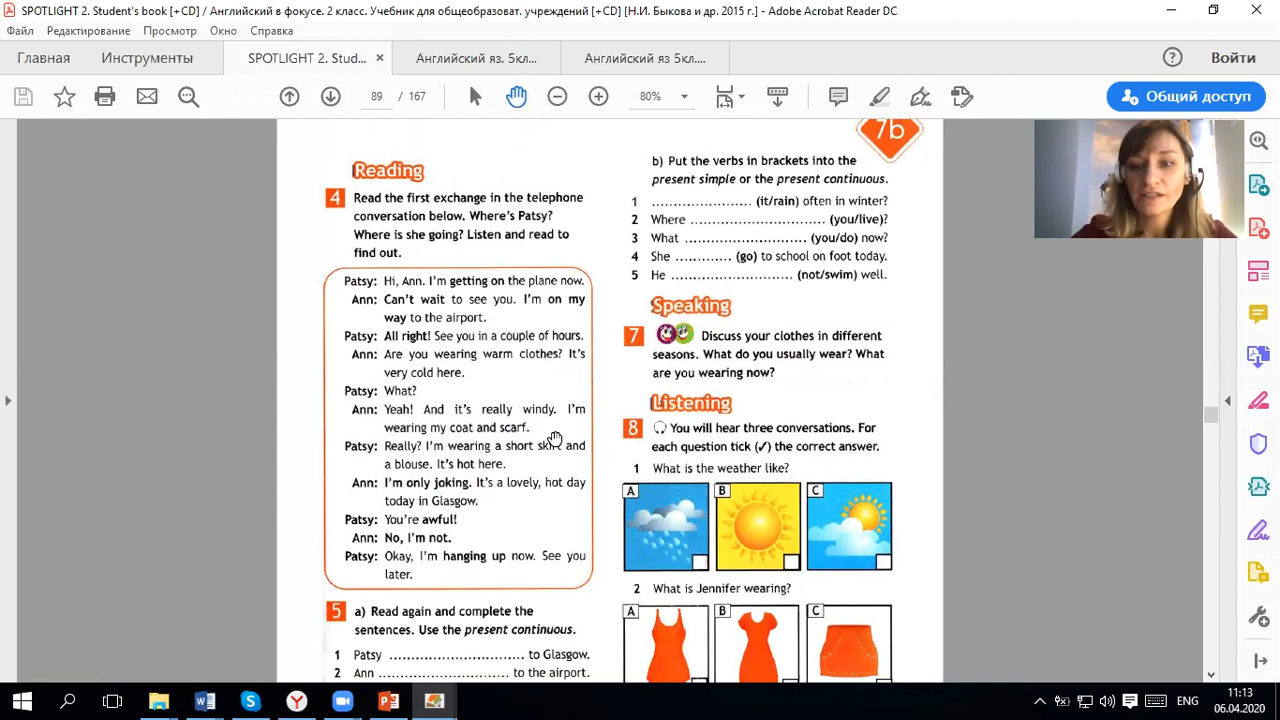 SPOTLIGHT 2. Student's book [+CD] / Английский в фокусе. 2 класс. Учебник для общеобразоват. учреждений [+CD] [Н.И. Быкова и др. 2015 г.] - Adobe Acrobat Reader DC
Файл Редактирование Просмотр Окно Справка
Главная Инструменты SPOTLIGHT 2. Stud... × Английский яз. 5кл... Английский яз. 5кл.... Войти
89 / 167 80% Общий доступ
7b
Reading
4 Read the first exchange in the telephone
conversation below. Where's Patsy?
Where is she going? Listen and read to
find out.
Patsy: Hi, Ann. I'm getting on the plane now.
Ann: Can't wait to see you. I'm on my
way to the airport.
Patsy: All right! See you in a couple of hours.
Ann: Are you wearing warm clothes? It's
very cold here.
Patsy: What?
Ann: Yeah! And it's really windy. I'm
wearing my coat and scarf.
Patsy: Really? I'm wearing a short skirt and
a blouse. It's hot here.
Ann: I'm only joking. It's a lovely, hot day
today in Glasgow.
Patsy: You're awful!
Ann: No, I'm not.
Patsy: Okay, I'm hanging up now. See you
later.
5 a) Read again and complete the
sentences. Use the present continuous.
1 Patsy ............................ to Glasgow.
2 Ann ........................... to the airport.
b) Put the verbs in brackets into the
present simple or the present continuous.
1 ..................... (it/rain) often in winter?
2 Where ............................ (you/live)?
3 What ......................... (you/do) now?
4 She ............ (go) to school on foot today.
5 He ......................... (not/swim) well.
Speaking
7 Discuss your clothes in different
seasons. What do you usually wear? What
are you wearing now?
Listening
8 You will hear three conversations. For
each question tick (✓) the correct answer.
1 What is the weather like?
A B C
2 What is Jennifer wearing?
A B C
ENG
11:13
06.04.2020